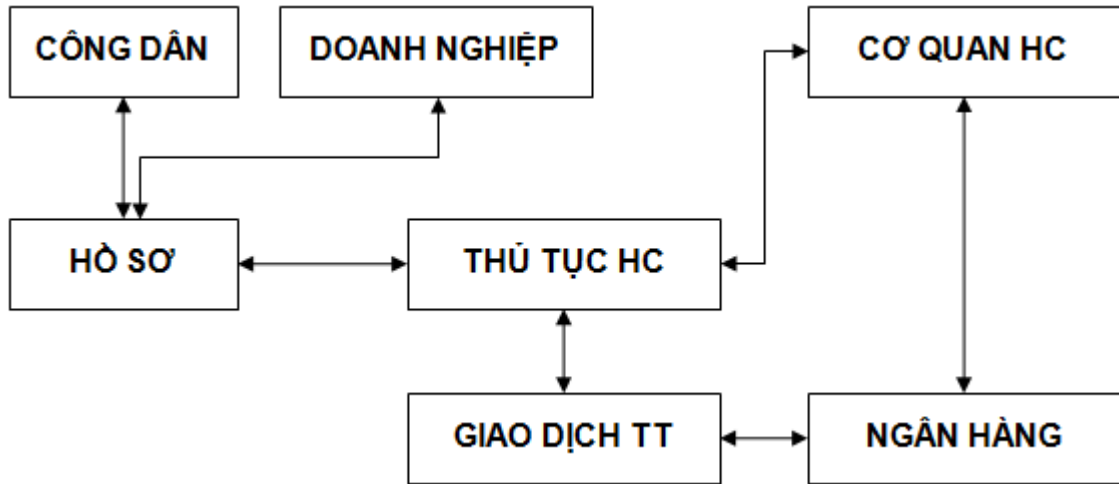 CÔNG DÂN
DOANH NGHIỆP
CƠ QUAN HC
HỒ SƠ
THỦ TỤC HC
GIAO DỊCH TT
NGÂN HÀNG